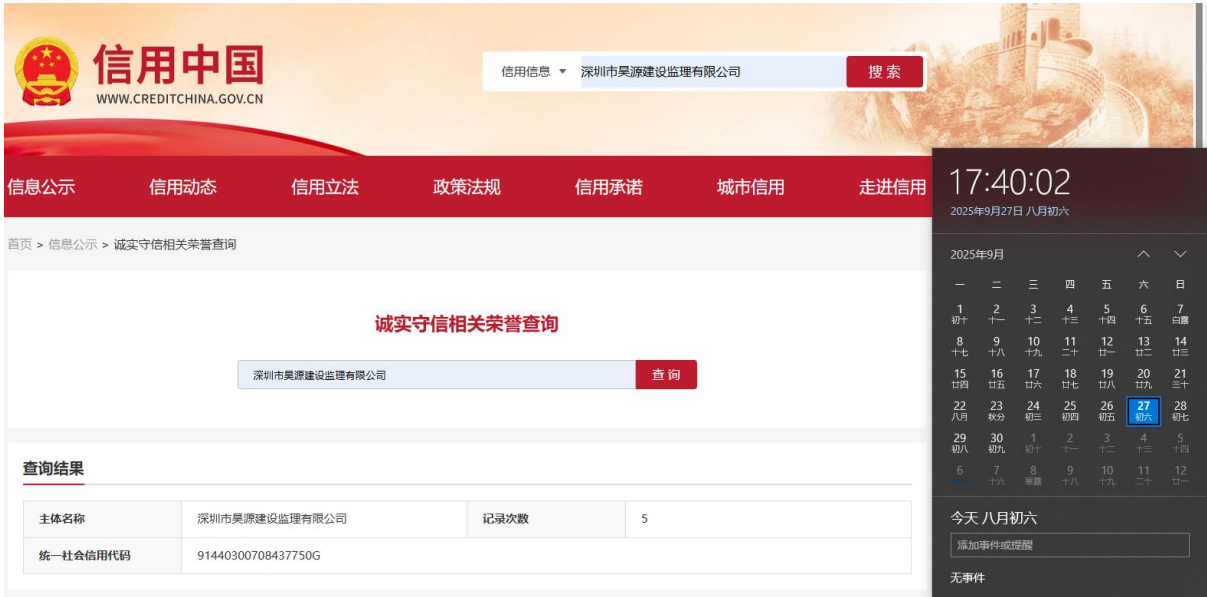 信用中国
WWW.CREDITCHINA.GOV.CN
信用信息 深圳市昊源建设监理有限公司 搜索
信息公示 信用动态 信用立法 政策法规 信用承诺 城市信用 走进信用
首页 > 信息公示 > 诚实守信相关荣誉查询
诚实守信相关荣誉查询
深圳市昊源建设监理有限公司 查询
查询结果
主体名称 深圳市昊源建设监理有限公司 记录次数 5
统一社会信用代码 91440300708437750G
17:40:02
2025年9月27日 八月初六
2025年9月
一 二 三 四 五 六 日
1 2 3 4 5 6 7
初十 十一 十二 十三 十四 十五 白露
8 9 10 11 12 13 14
十七 十八 十九 二十 廿一 廿二 廿三
15 16 17 18 19 20 21
廿四 廿五 廿六 廿七 廿八 廿九 三十
22 23 24 25 26 27 28
八月 秋分 初三 初四 初五 初六 初七
29 30 1 2 3 4 5
初八 初九 初十 十一 十二 十三 十四
6 7 8 9 10 11 12
十六 寒露 十八 十九 二十 廿一
今天 八月初六
添加事件或提醒
无事件